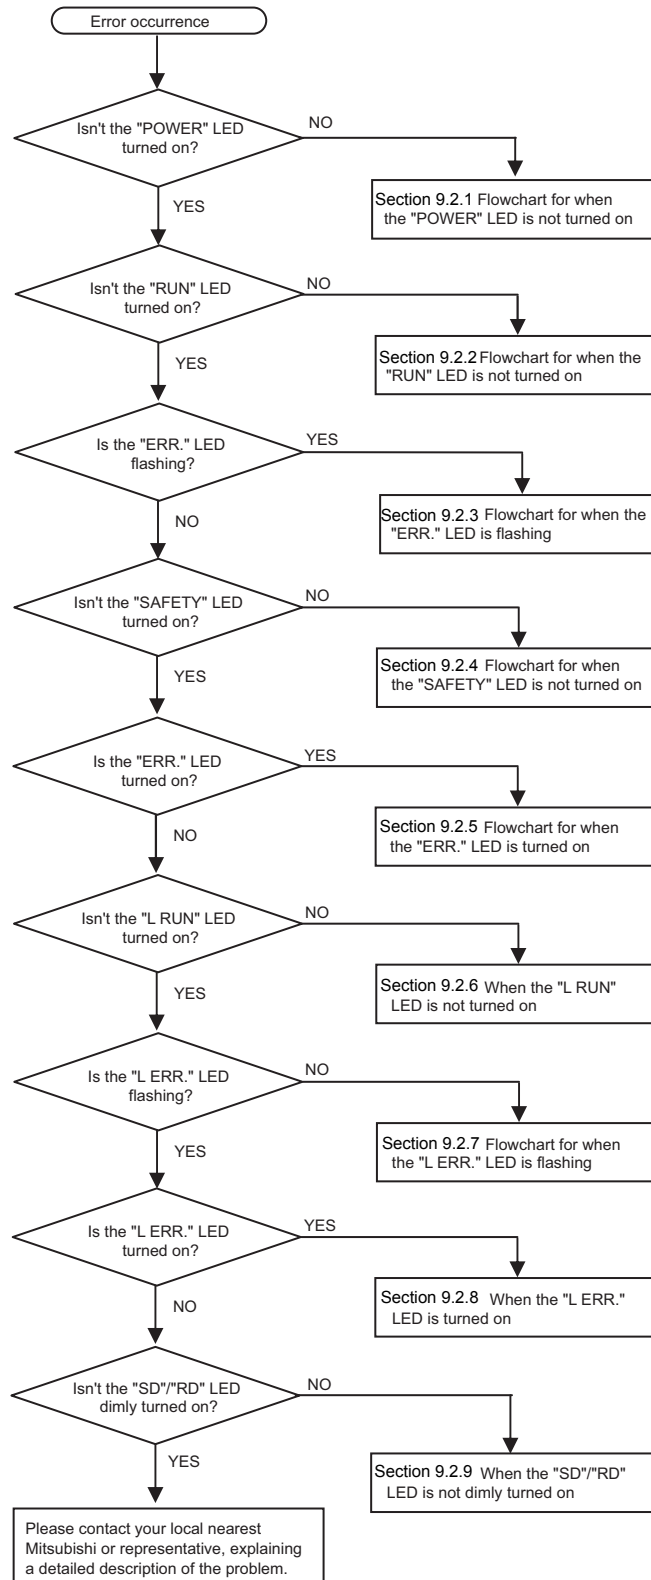 Error occurrence
Isn't the "POWER" LED
turned on?
NO
Section 9.2.1 Flowchart for when
the "POWER" LED is not turned on
YES
Isn't the "RUN" LED
turned on?
NO
Section 9.2.2 Flowchart for when the
"RUN" LED is not turned on
YES
Is the "ERR." LED
flashing?
YES
Section 9.2.3 Flowchart for when the
"ERR." LED is flashing
NO
Isn't the "SAFETY" LED
turned on?
NO
Section 9.2.4 Flowchart for when
the "SAFETY" LED is not turned on
YES
Is the "ERR." LED
turned on?
YES
Section 9.2.5 Flowchart for when
the "ERR." LED is turned on
NO
Isn't the "L RUN" LED
turned on?
NO
Section 9.2.6 When the "L RUN"
LED is not turned on
YES
Is the "L ERR." LED
flashing?
NO
Section 9.2.7 Flowchart for when
the "L ERR." LED is flashing
YES
Is the "L ERR." LED
turned on?
YES
Section 9.2.8 When the "L ERR."
LED is turned on
NO
Isn't the "SD"/"RD" LED
dimly turned on?
NO
Section 9.2.9 When the "SD"/"RD"
LED is not dimly turned on
YES
Please contact your local nearest
Mitsubishi or representative, explaining
a detailed description of the problem.